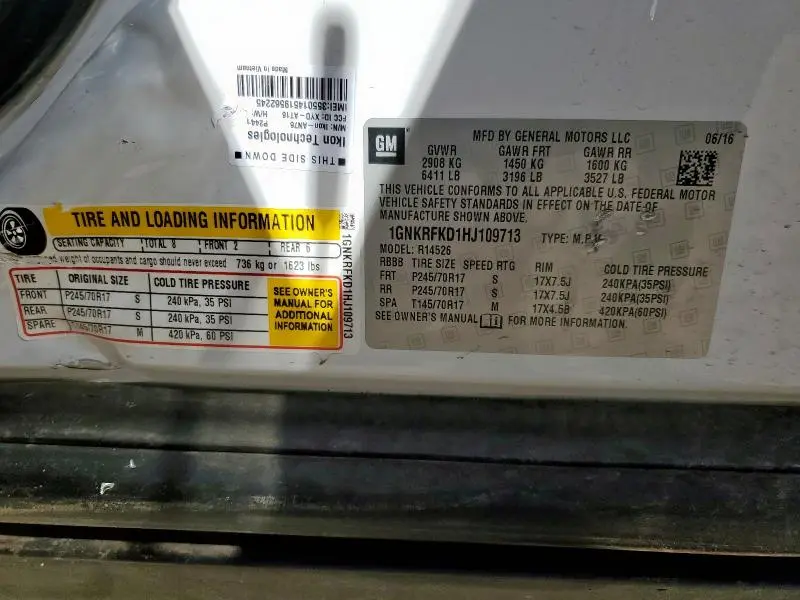 THIS SIDE DOWN
Ikon Technologies
M/N: Ikon-AN76
P2441
FCC ID: XYO-AT16
H/W:
IMEI:355014519562245
Made in Vietnam
TIRE AND LOADING INFORMATION
SEATING CAPACITY TOTAL 8 FRONT 2 REAR 6
weight of occupants and cargo should never exceed 736 kg or 1623 lbs
TIRE ORIGINAL SIZE COLD TIRE PRESSURE
FRONT P245/70R17 S 240 kPa, 35 PSI
REAR P245/70R17 S 240 kPa, 35 PSI
SPARE T145/70R17 M 420 kPa, 60 PSI
SEE OWNER'S
MANUAL FOR
ADDITIONAL
INFORMATION
1GNKRFKD1HJ109713
GM
MFD BY GENERAL MOTORS LLC 06/16
GVWR GAWR FRT GAWR RR
2908 KG 1450 KG 1600 KG
6411 LB 3196 LB 3527 LB
THIS VEHICLE CONFORMS TO ALL APPLICABLE U.S. FEDERAL MOTOR
VEHICLE SAFETY STANDARDS IN EFFECT ON THE DATE OF
MANUFACTURE SHOWN ABOVE.
1GNKRFKD1HJ109713 TYPE: M.P.V.
MODEL: R14526
RBBB TIRE SIZE SPEED RTG RIM COLD TIRE PRESSURE
FRT P245/70R17 S 17X7.5J 240KPA(35PSI)
RR P245/70R17 S 17X7.5J 240KPA(35PSI)
SPA T145/70R17 M 17X4.5B 420KPA(60PSI)
SEE OWNER'S MANUAL FOR MORE INFORMATION.